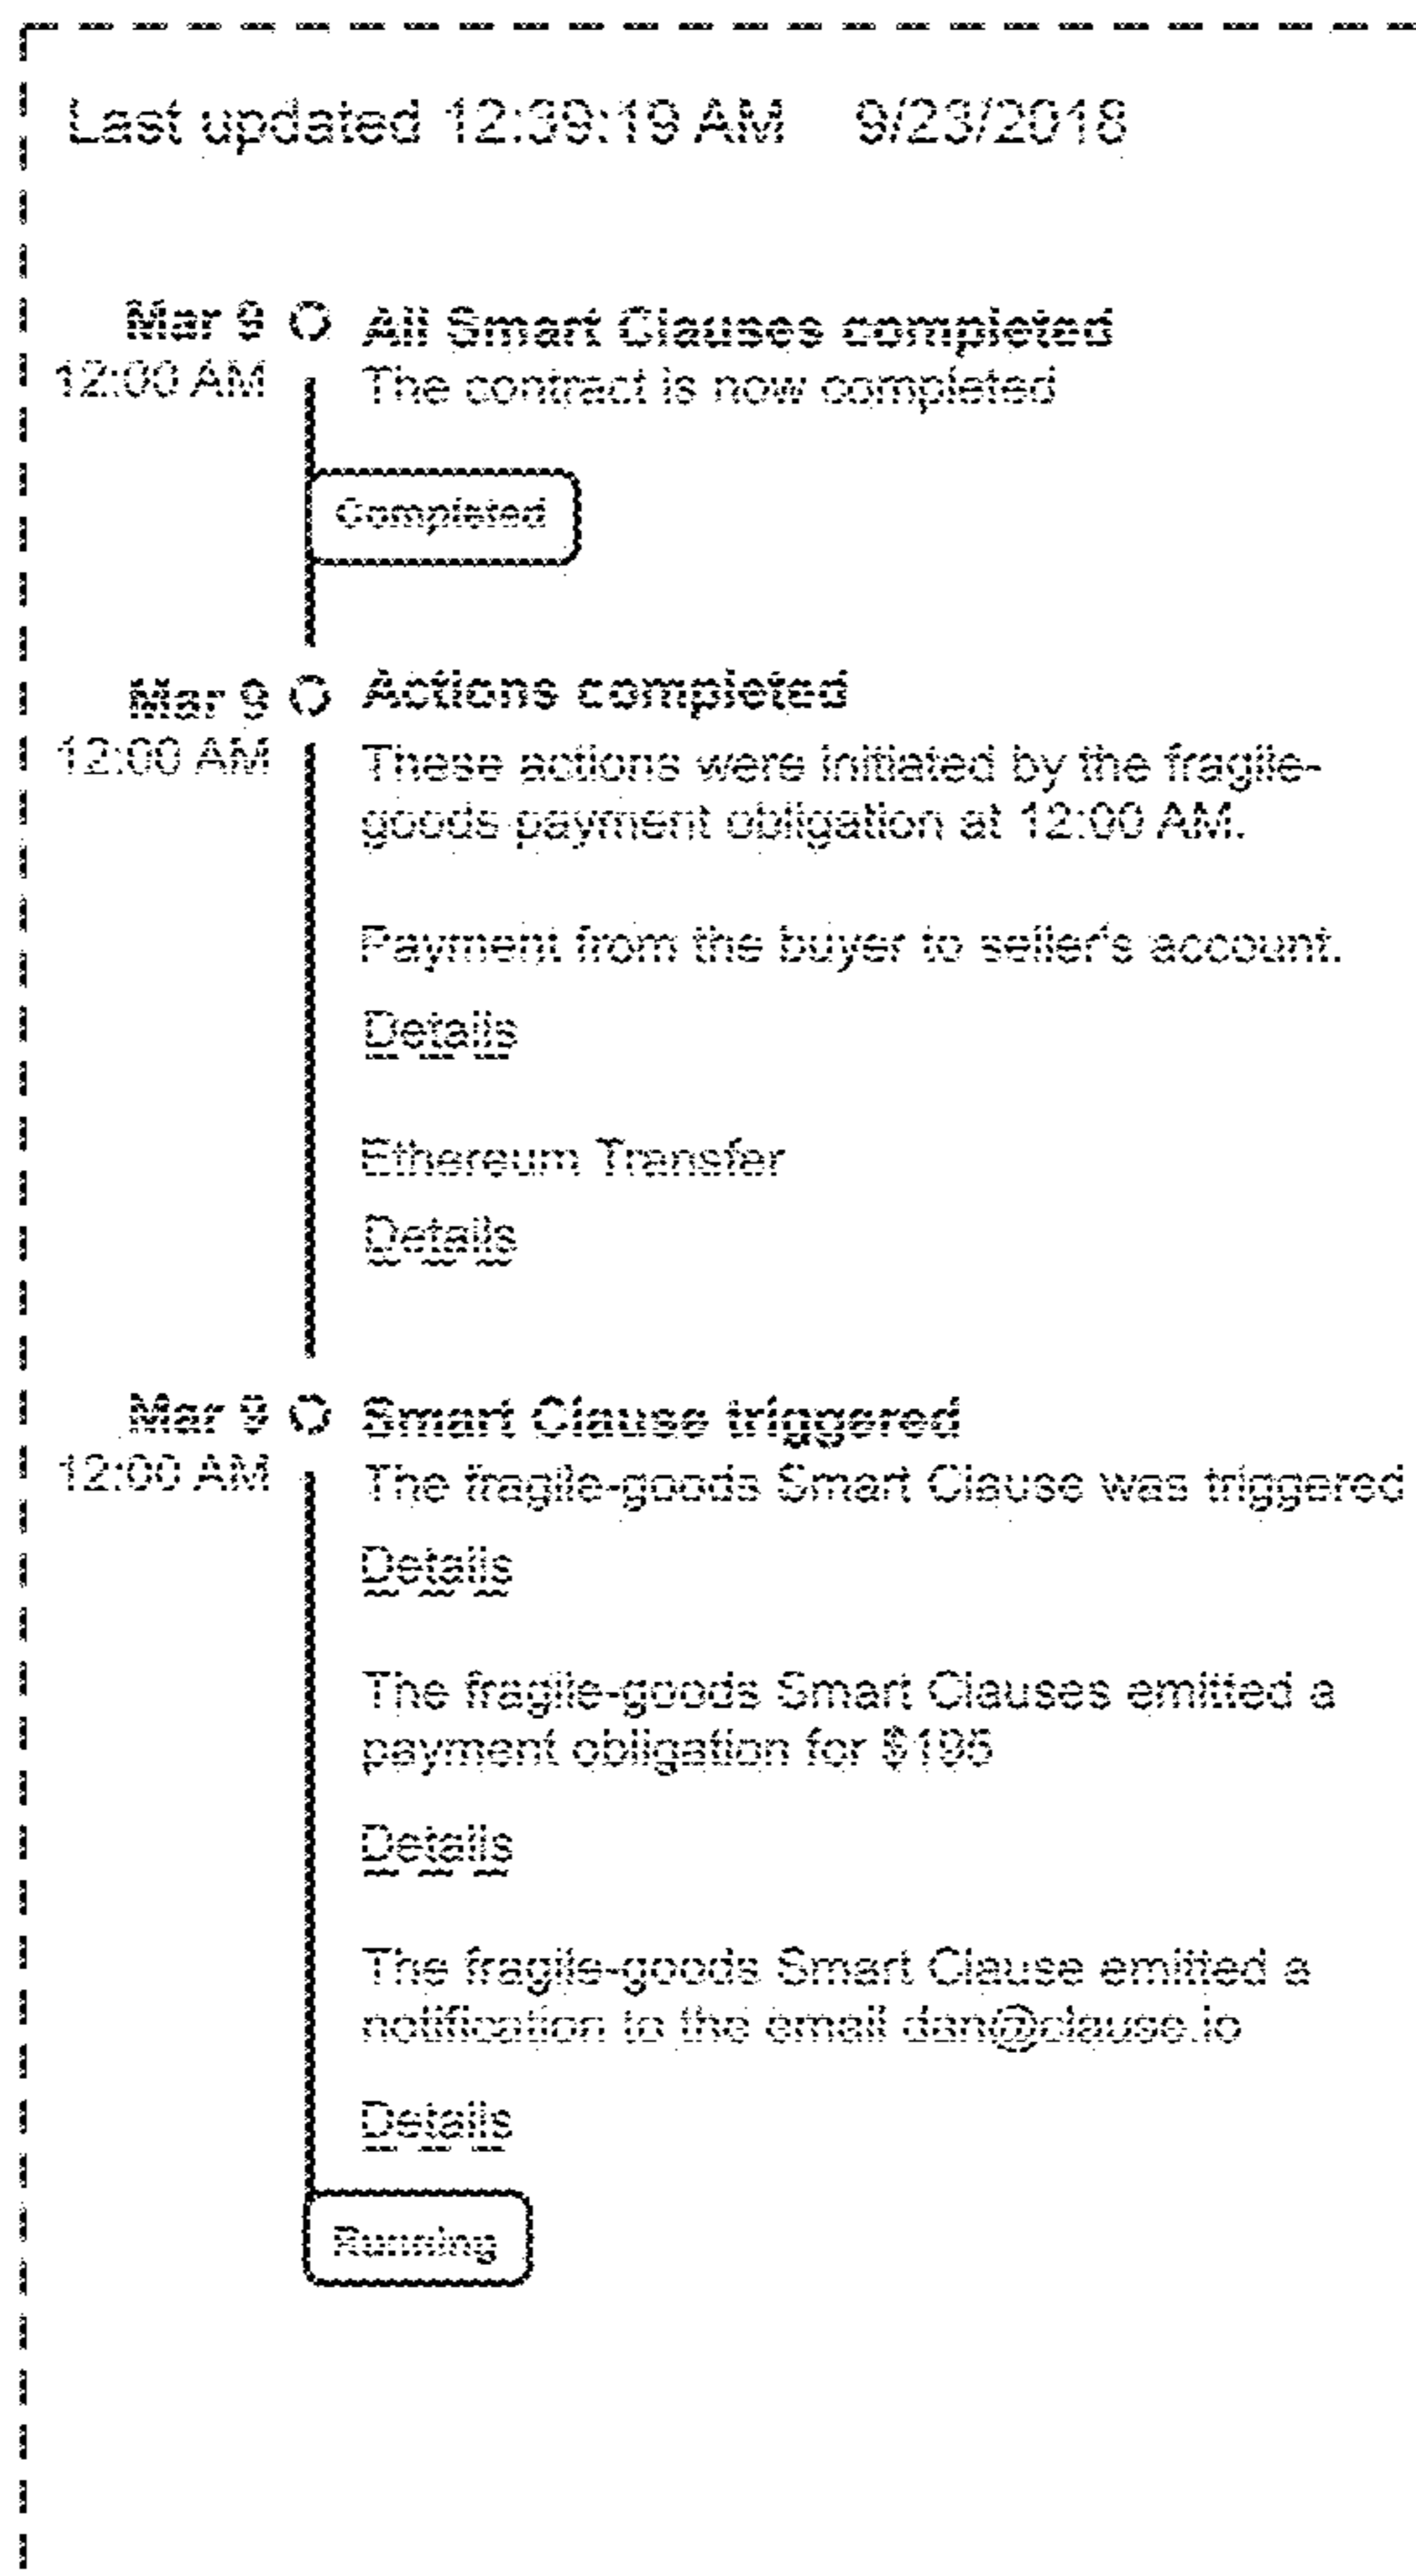 Last updated 12:39:19 AM 9/23/2018
Mar 9 All Smart Clauses completed
12:00 AM The contract is now completed
Completed
Mar 9 Actions completed
12:00 AM These actions were initiated by the fragile-
goods payment obligation at 12:00 AM.
Payment from the buyer to seller's account.
Details
Ethereum Transfer
Details
Mar 9 Smart Clause triggered
12:00 AM The fragile-goods Smart Clause was triggered
Details
The fragile-goods Smart Clauses emitted a
payment obligation for $195
Details
The fragile-goods Smart Clause emitted a
notification to the email dan@clause.io
Details
Running